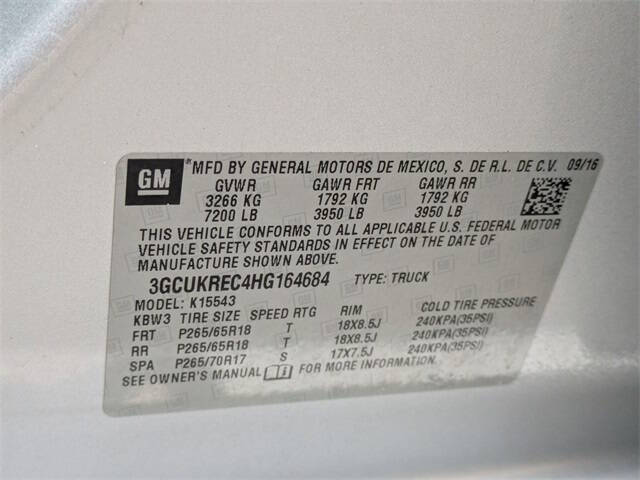 GM MFD BY GENERAL MOTORS DE MEXICO, S. DE R.L. DE C.V. 09/16
GVWR GAWR FRT GAWR RR
3266 KG 1792 KG 1792 KG
7200 LB 3950 LB 3950 LB
THIS VEHICLE CONFORMS TO ALL APPLICABLE U.S. FEDERAL MOTOR
VEHICLE SAFETY STANDARDS IN EFFECT ON THE DATE OF
MANUFACTURE SHOWN ABOVE.
3GCUKREC4HG164684 TYPE: TRUCK
MODEL: K15543
KBW3 TIRE SIZE SPEED RTG RIM COLD TIRE PRESSURE
FRT P265/65R18 T 18X8.5J 240KPA(35PSI)
RR P265/65R18 T 18X8.5J 240KPA(35PSI)
SPA P265/70R17 S 17X7.5J 240KPA(35PSI)
SEE OWNER'S MANUAL FOR MORE INFORMATION.